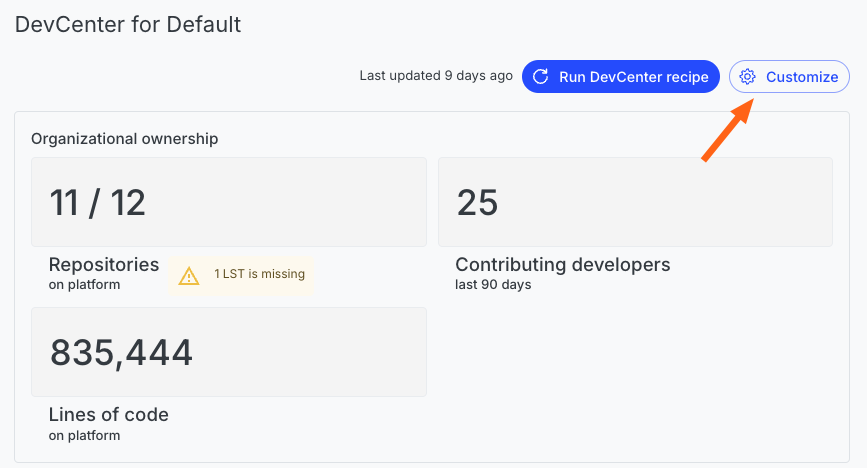 DevCenter for Default
Last updated 9 days ago
Run DevCenter recipe
Customize
Organizational ownership
11 / 12
25
Repositories
on platform
1 LST is missing
Contributing developers
last 90 days
835,444
Lines of code
on platform